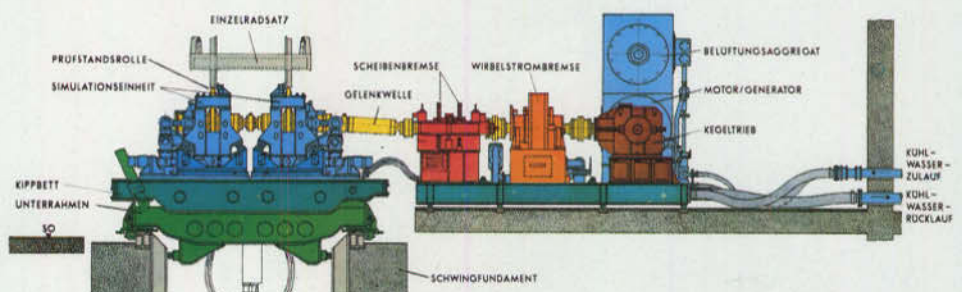 EINZELRADSATZ
PRÜFSTANDSROLLE
SIMULATIONSEINHEIT
SCHEIBENBREMSE
GELENKWELLE
WIRBELSTROMBREMSE
BELÜFTUNGSAGGREGAT
MOTOR/GENERATOR
KEGELTRIEB
KÜHL-
WASSER-
ZULAUF
KÜHL-
WASSER-
RÜCKLAUF
KIPPBETT
UNTERRAHMEN
SO
SCHWINGFUNDAMENT